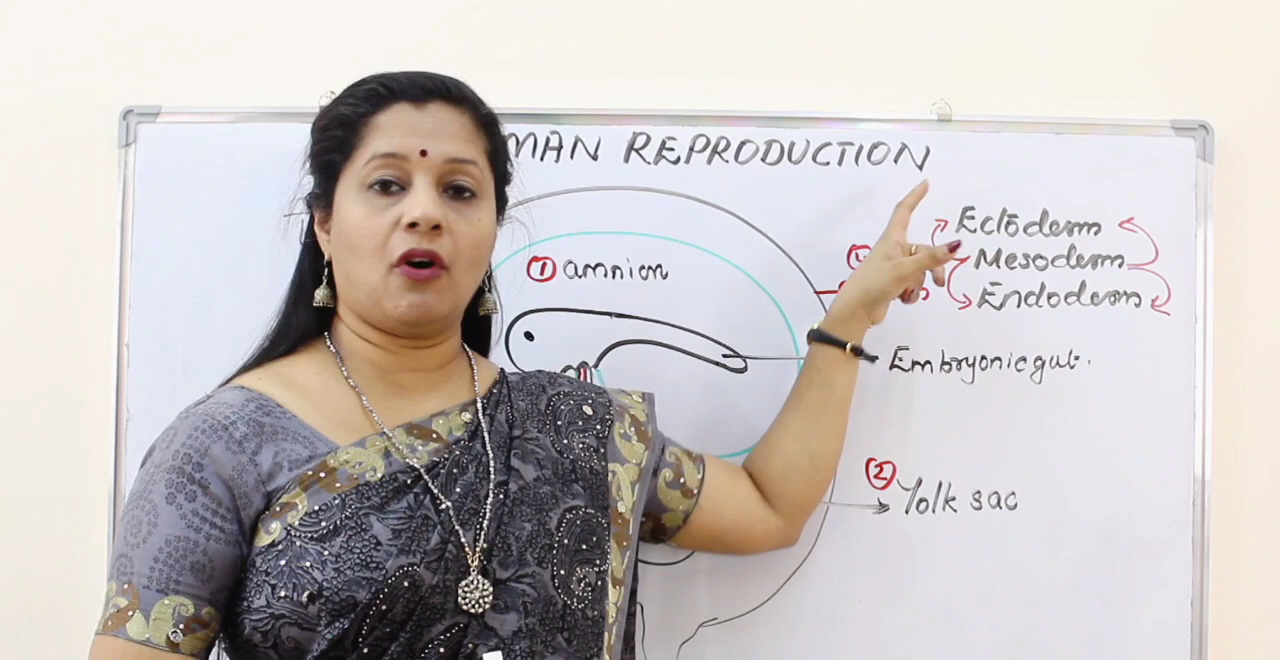 MAN REPRODUCTION
Ectoderm
Mesoderm
Endoderm
1 amnion
Embryonic gut.
2 Yolk sac